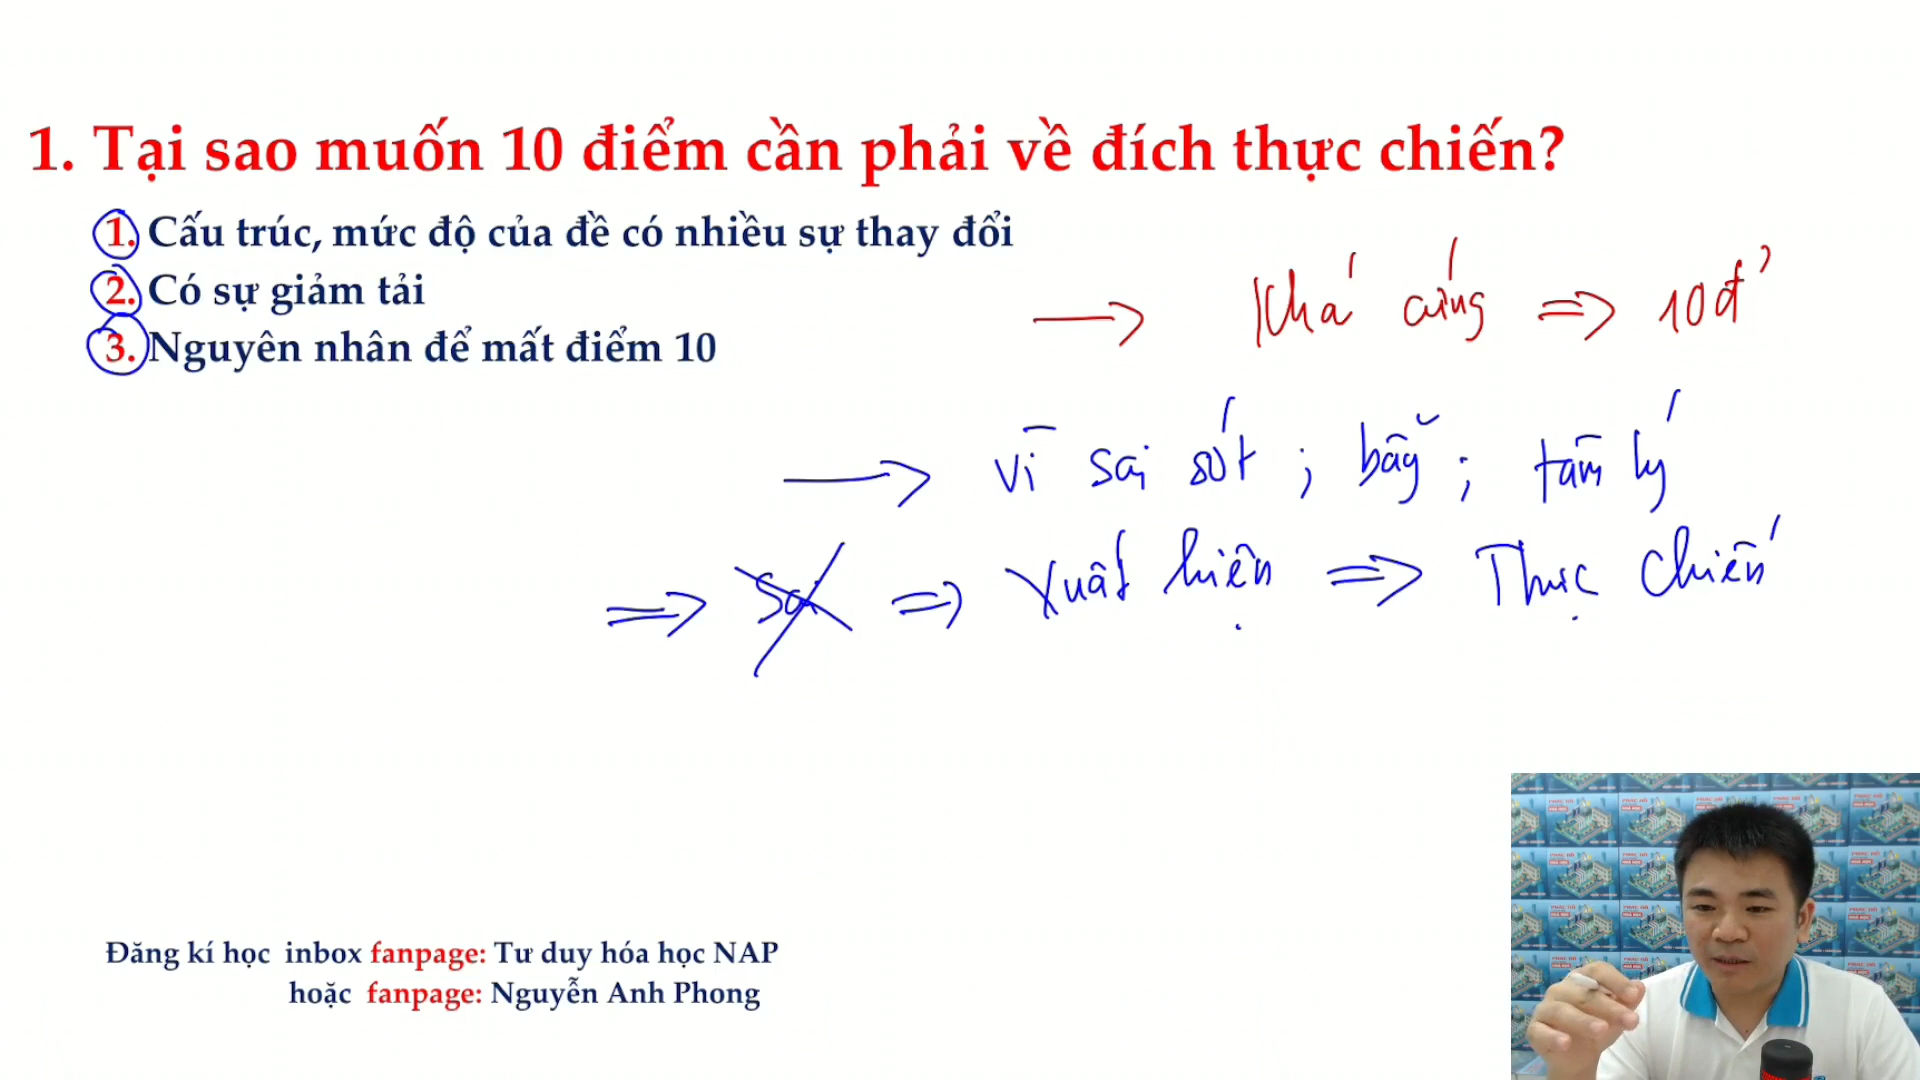 1. Tại sao muốn 10 điểm cần phải về đích thực chiến?
1. Cấu trúc, mức độ của đề có nhiều sự thay đổi
2. Có sự giảm tải
→ Khá cứng ⇒ 10đ'
3. Nguyên nhân để mất điểm 10
→ vì sai sót ; bẫy ; tâm lý
⇒ Sai ⇒ Xuất hiện ⇒ Thực chiến
Đăng kí học inbox fanpage: Tư duy hóa học NAP
hoặc fanpage: Nguyễn Anh Phong